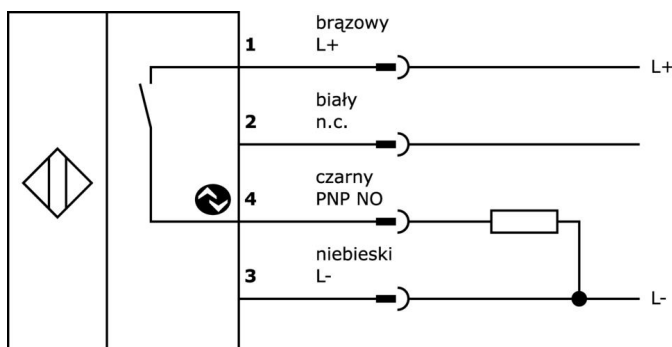 brązowy
1 L+
L+
biały
2 n.c.
czarny
4 PNP NO
niebieski
3 L-
L-